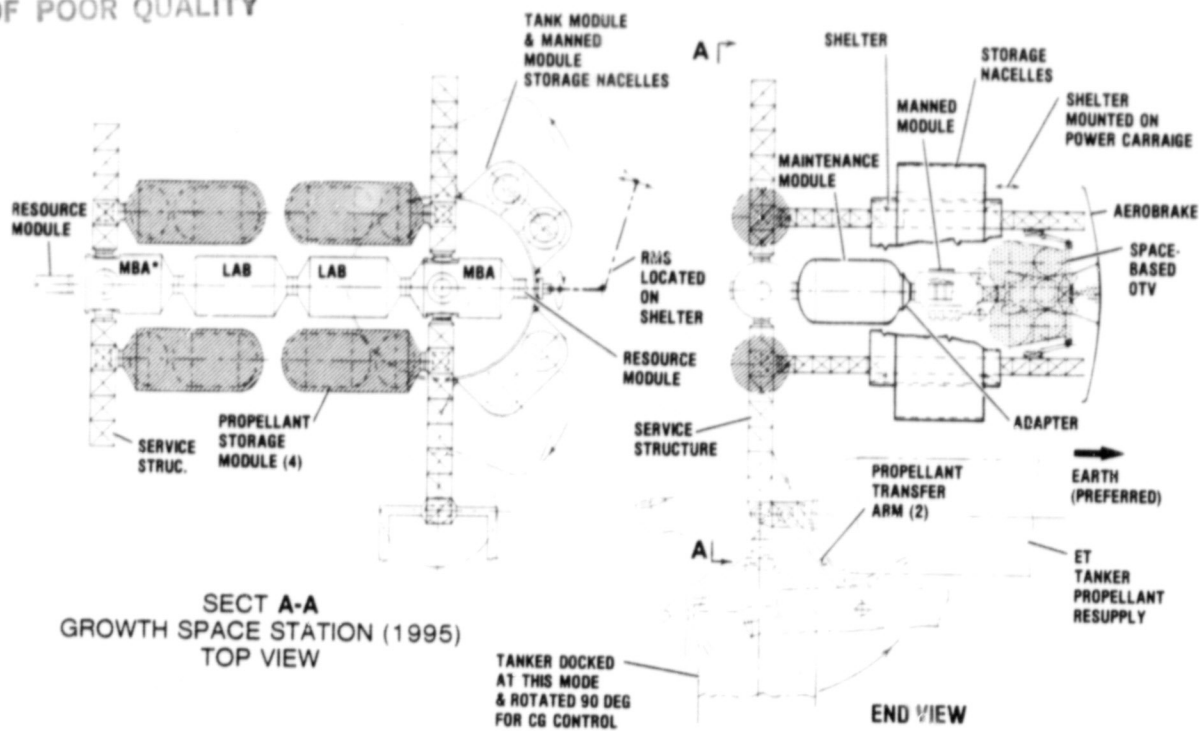 OF POOR QUALITY
TANK MODULE
& MANNED
MODULE
STORAGE NACELLES
RESOURCE
MODULE
MBA*
LAB
LAB
MBA
RMS
LOCATED
ON
SHELTER
RESOURCE
MODULE
SERVICE
STRUC.
PROPELLANT
STORAGE
MODULE (4)
SECT A-A
GROWTH SPACE STATION (1995)
TOP VIEW
A
SHELTER
STORAGE
NACELLES
MANNED
MODULE
SHELTER
MOUNTED ON
POWER CARRAIGE
MAINTENANCE
MODULE
AEROBRAKE
SPACE-
BASED
OTV
SERVICE
STRUCTURE
ADAPTER
EARTH
(PREFERRED)
PROPELLANT
TRANSFER
ARM (2)
A
ET
TANKER
PROPELLANT
RESUPPLY
TANKER DOCKED
AT THIS MODE
& ROTATED 90 DEG
FOR CG CONTROL
END VIEW